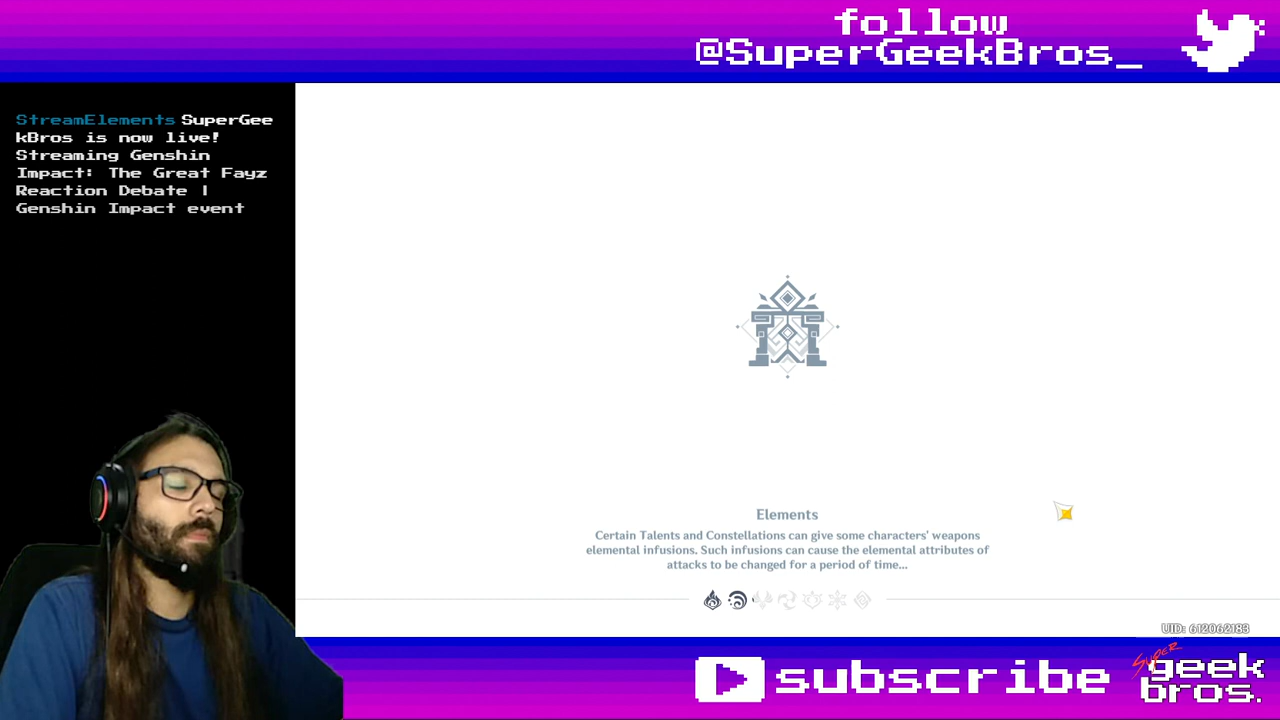 follow
@SuperGeekBros_
StreamElements SuperGee
kBros is now live!
Streaming Genshin
Impact: The Great Fayz
Reaction Debate |
Genshin Impact event
Elements
Certain Talents and Constellations can give some characters' weapons
elemental infusions. Such infusions can cause the elemental attributes of
attacks to be changed for a period of time...
UID: 612062183
subscribe
SUPER
geek
bros.